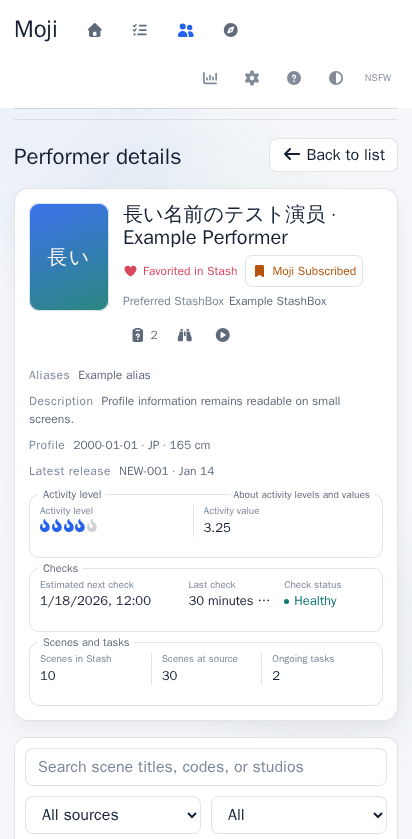 Moji
NSFW
Performer details
← Back to list
長い
長い名前のテスト演员 ·
Example Performer
Favorited in Stash
Moji Subscribed
Preferred StashBox Example StashBox
2
Aliases Example alias
Description Profile information remains readable on small
screens.
Profile 2000-01-01 · JP · 165 cm
Latest release NEW-001 · Jan 14
Activity level
About activity levels and values
Activity level
Activity value
3.25
Checks
Estimated next check
1/18/2026, 12:00
Last check
30 minutes ···
Check status
Healthy
Scenes and tasks
Scenes in Stash
10
Scenes at source
30
Ongoing tasks
2
Search scene titles, codes, or studios
All sources
All